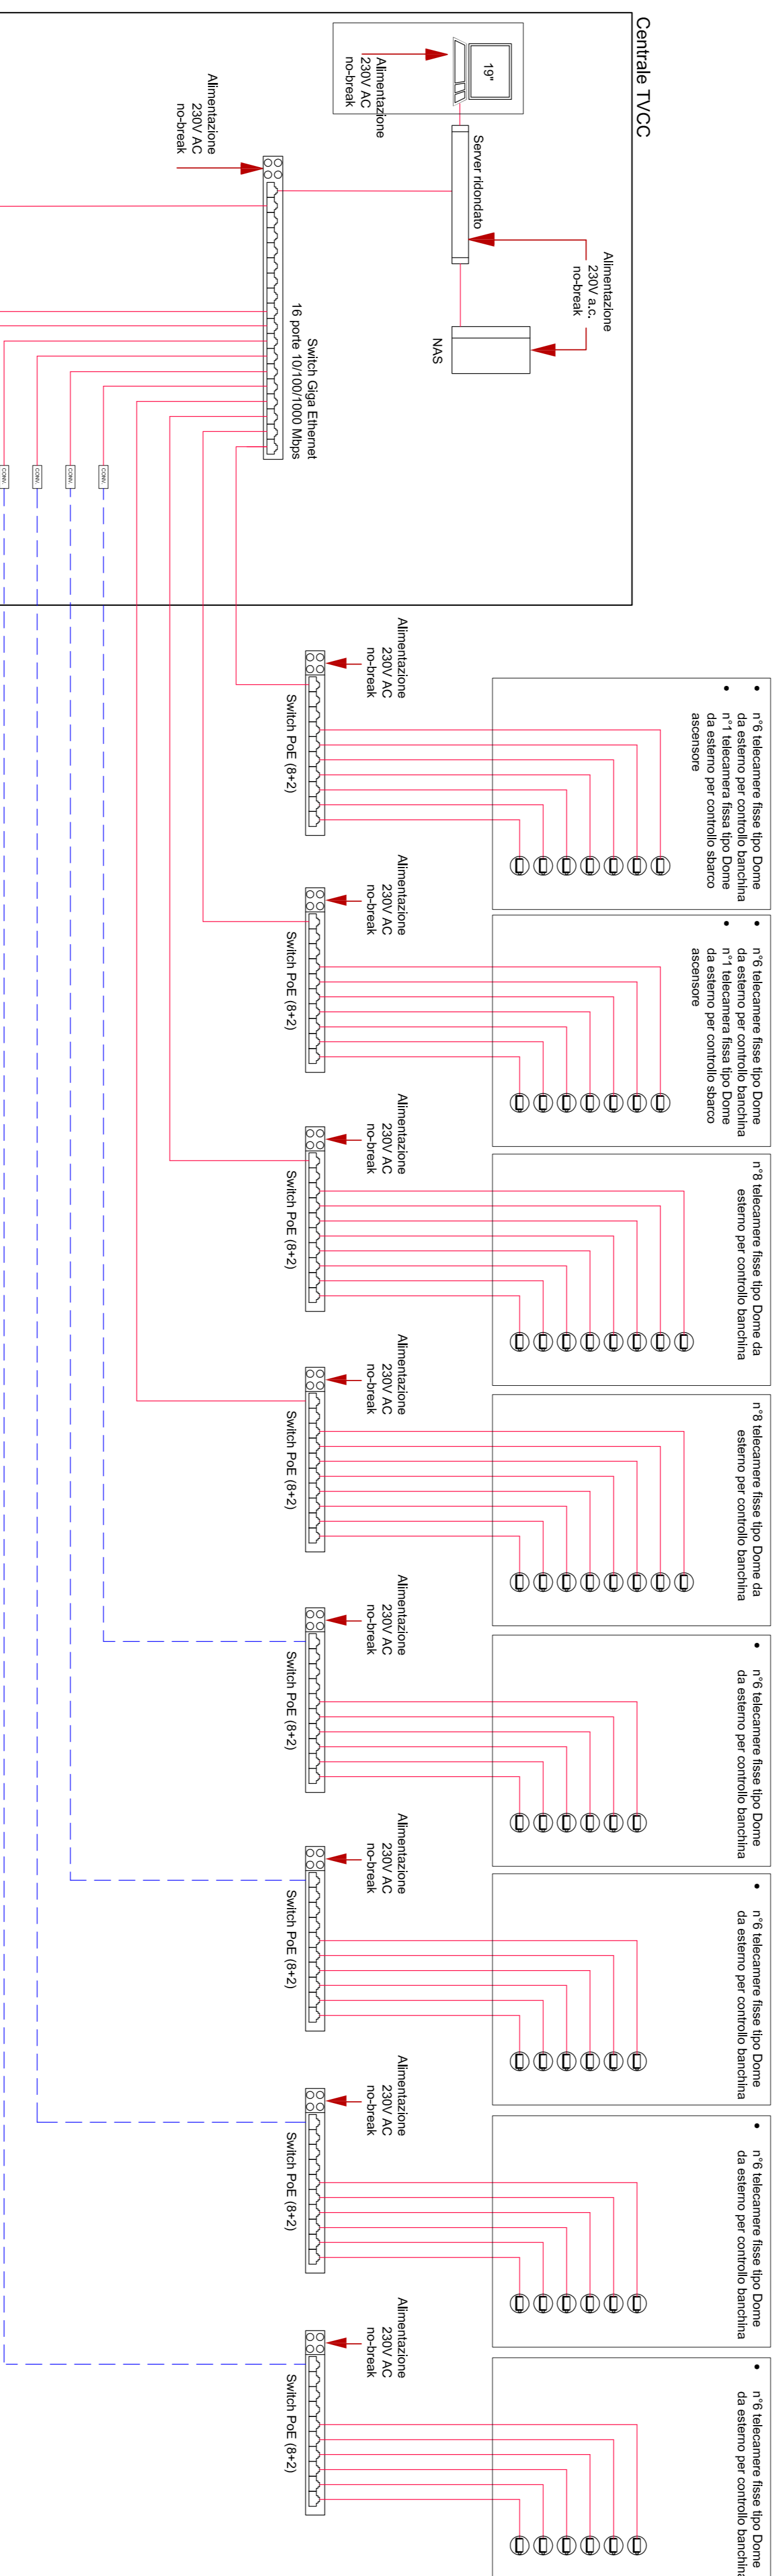 Centrale TVCC
19"
Alimentazione
230V AC
no-break
Server ridondato
Alimentazione
230V a.c.
no-break
NAS
Alimentazione
230V AC
no-break
Switch Giga Ethernet
16 porte 10/100/1000 Mbps
CONV.
CONV.
CONV.
CONV.
• n°6 telecamere fisse tipo Dome
da esterno per controllo banchina
• n°1 telecamera fissa tipo Dome
da esterno per controllo sbarco
ascensore
Alimentazione
230V AC
no-break
Switch PoE (8+2)
• n°6 telecamere fisse tipo Dome
da esterno per controllo banchina
• n°1 telecamera fissa tipo Dome
da esterno per controllo sbarco
ascensore
Alimentazione
230V AC
no-break
Switch PoE (8+2)
n°8 telecamere fisse tipo Dome da
esterno per controllo banchina
Alimentazione
230V AC
no-break
Switch PoE (8+2)
n°8 telecamere fisse tipo Dome da
esterno per controllo banchina
Alimentazione
230V AC
no-break
Switch PoE (8+2)
• n°6 telecamere fisse tipo Dome
da esterno per controllo banchina
Alimentazione
230V AC
no-break
Switch PoE (8+2)
• n°6 telecamere fisse tipo Dome
da esterno per controllo banchina
Alimentazione
230V AC
no-break
Switch PoE (8+2)
• n°6 telecamere fisse tipo Dome
da esterno per controllo banchina
Alimentazione
230V AC
no-break
Switch PoE (8+2)
• n°6 telecamere fisse tipo Dome
da esterno per controllo banchina
Alimentazione
230V AC
no-break
Switch PoE (8+2)